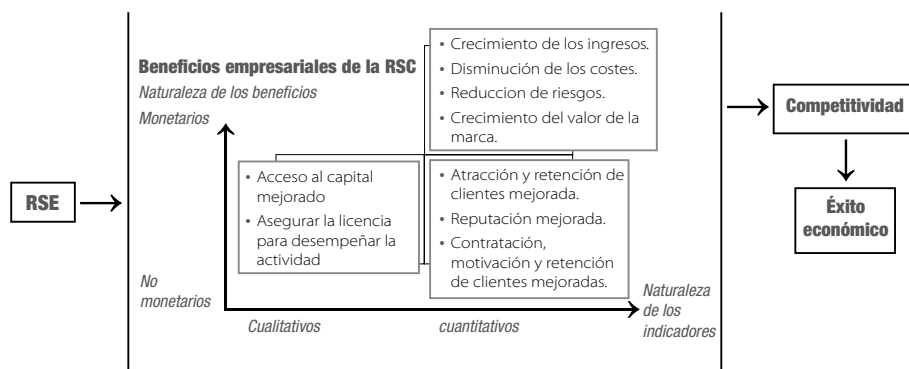 RSE
Beneficios empresariales de la RSC
Naturaleza de los beneficios
Monetarios
• Crecimiento de los ingresos.
• Disminución de los costes.
• Reduccion de riesgos.
• Crecimiento del valor de la
marca.
• Acceso al capital
mejorado
• Asegurar la licencia
para desempeñar la
actividad
• Atracción y retención de
clientes mejorada.
• Reputación mejorada.
• Contratación,
motivación y retención
de clientes mejoradas.
No
monetarios
Cualitativos
cuantitativos
Naturaleza
de los
indicadores
Competitividad
Éxito
económico